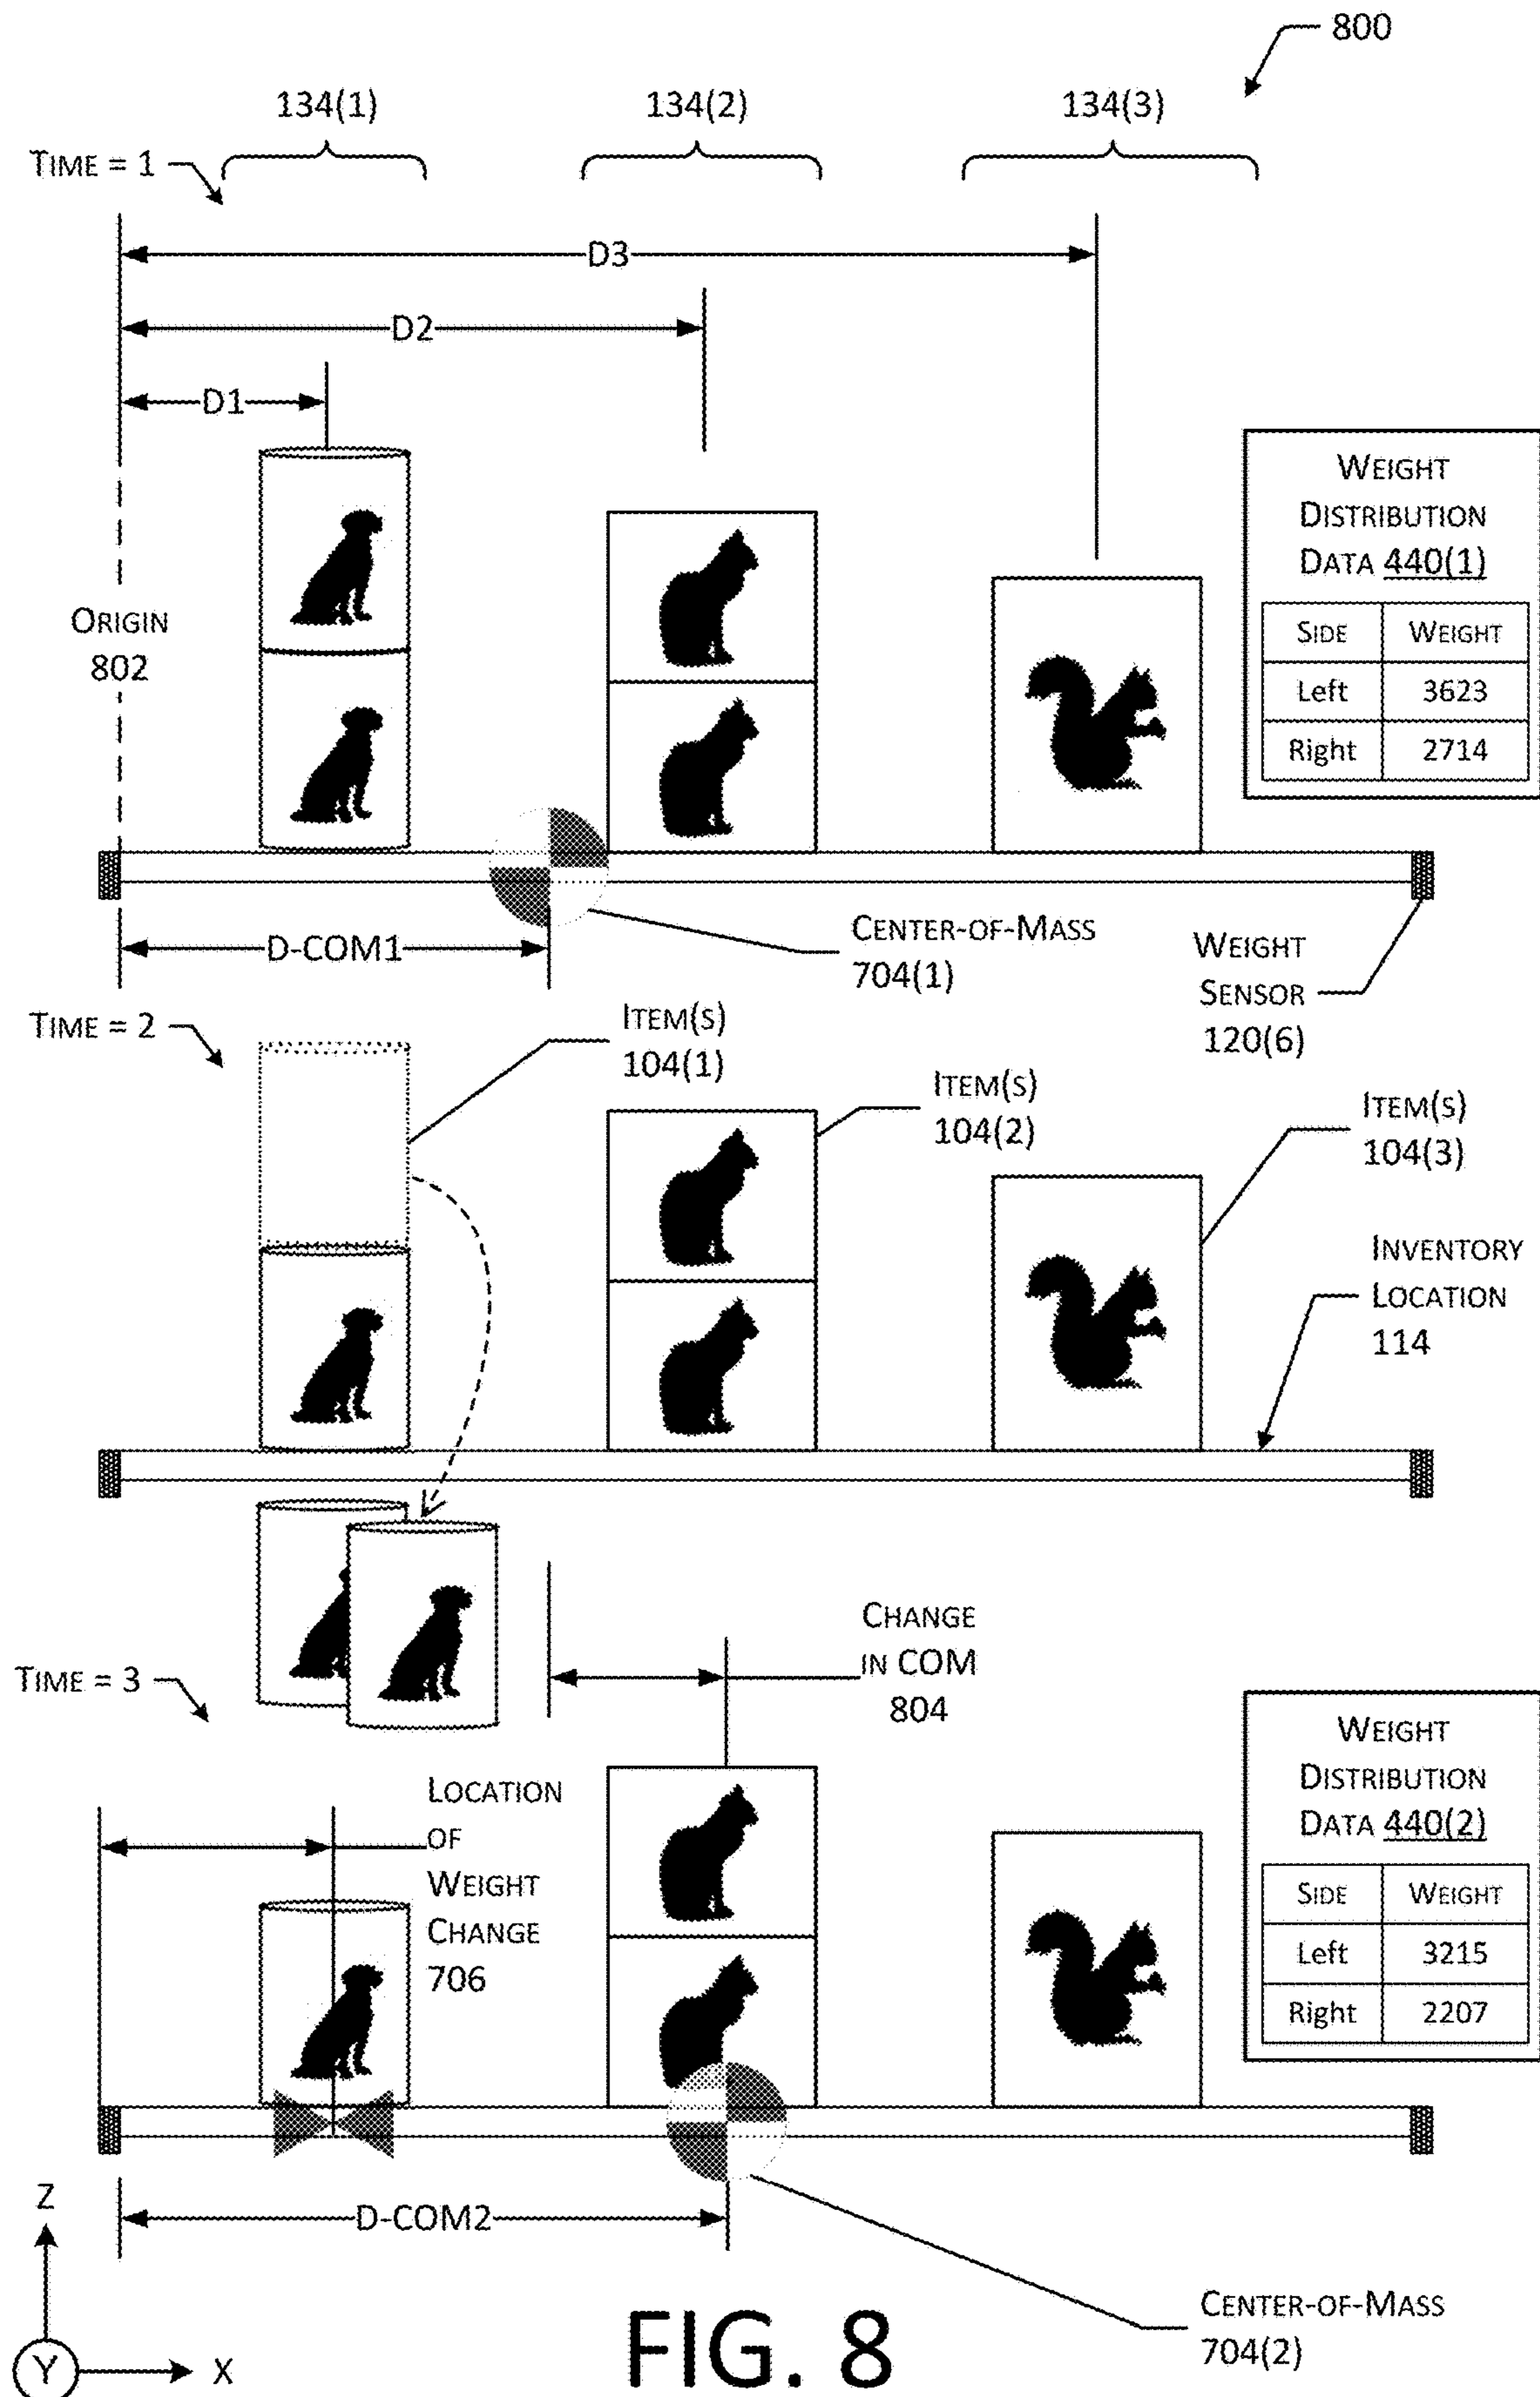 800
134(1)
134(2)
134(3)
TIME = 1
D3
D2
D1
WEIGHT
DISTRIBUTION
DATA 440(1)
SIDE WEIGHT
Left 3623
Right 2714
ORIGIN
802
D-COM1
CENTER-OF-MASS
704(1)
WEIGHT
SENSOR
120(6)
TIME = 2
ITEM(S)
104(1)
ITEM(S)
104(2)
ITEM(S)
104(3)
INVENTORY
LOCATION
114
CHANGE
IN COM
804
TIME = 3
LOCATION
OF
WEIGHT
CHANGE
706
WEIGHT
DISTRIBUTION
DATA 440(2)
SIDE WEIGHT
Left 3215
Right 2207
D-COM2
CENTER-OF-MASS
704(2)
Z
Y
X
FIG. 8